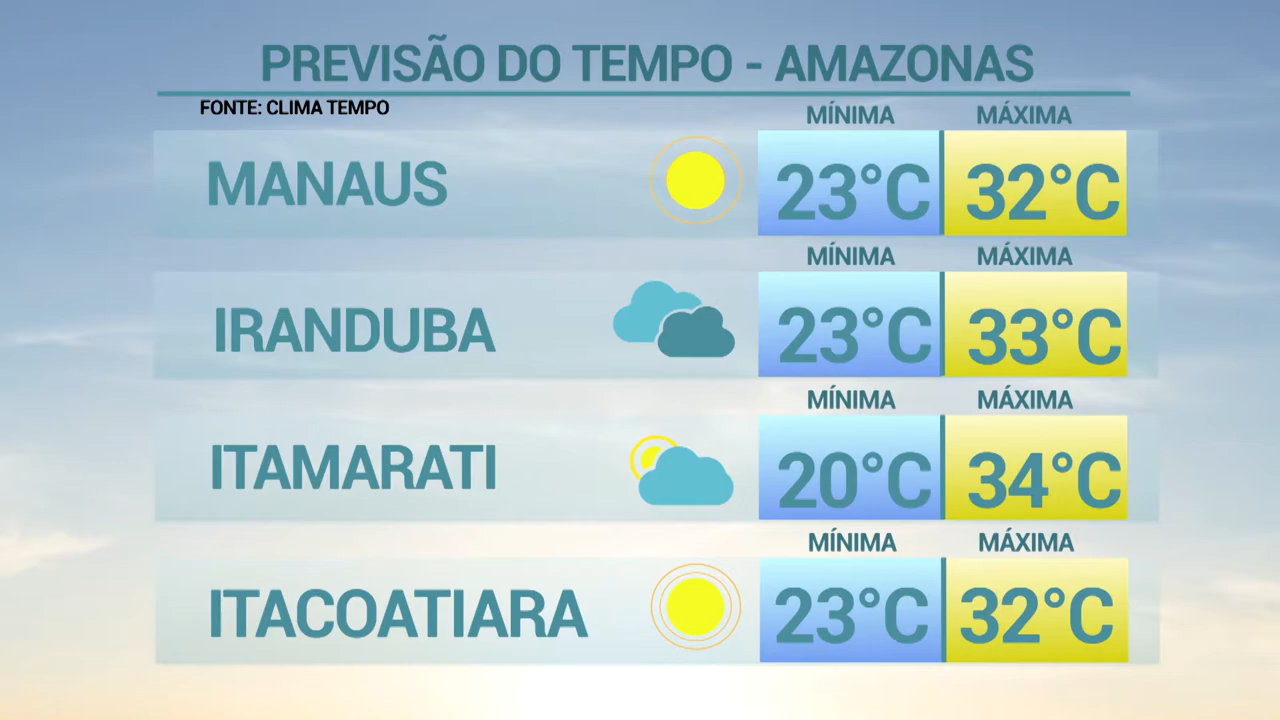 PREVISÃO DO TEMPO - AMAZONAS
FONTE: CLIMA TEMPO
MÍNIMA MÁXIMA
MANAUS 23°C 32°C
MÍNIMA MÁXIMA
IRANDUBA 23°C 33°C
MÍNIMA MÁXIMA
ITAMARATI 20°C 34°C
MÍNIMA MÁXIMA
ITACOATIARA 23°C 32°C